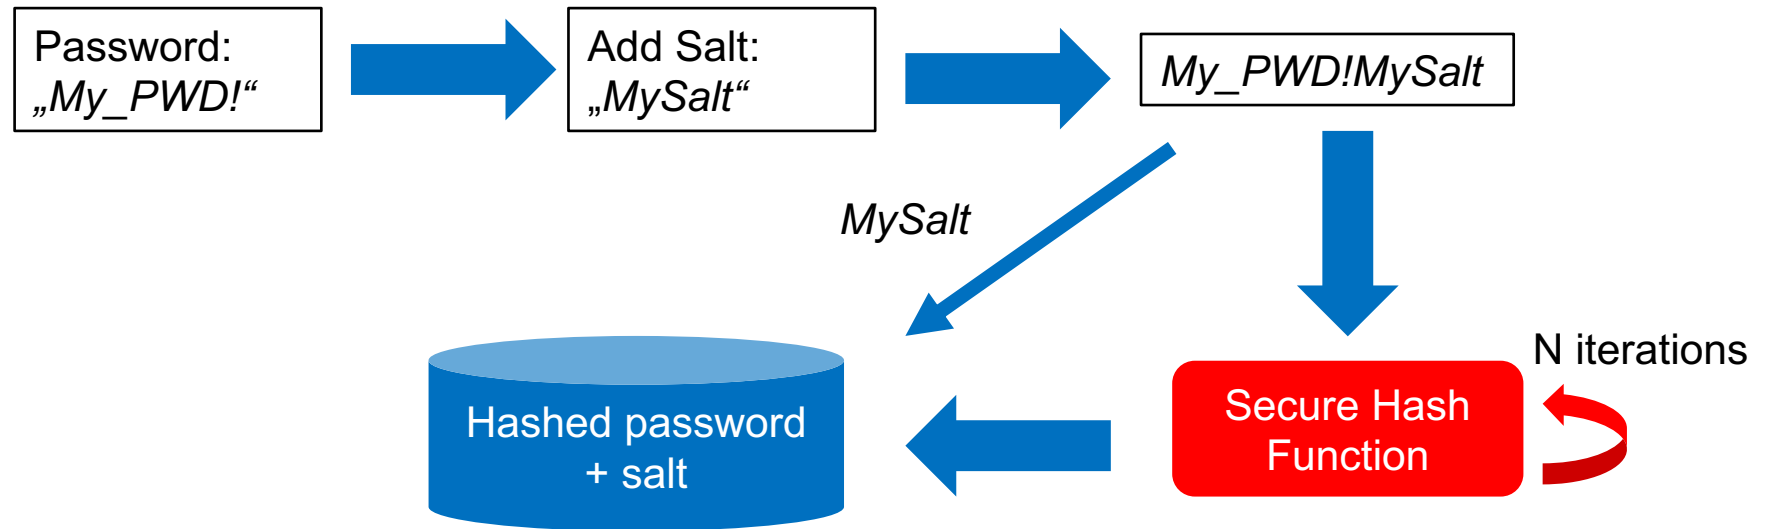 Password:
„My_PWD!“
Add Salt:
„MySalt“
My_PWD!MySalt
MySalt
N iterations
Secure Hash
Function
Hashed password
+ salt